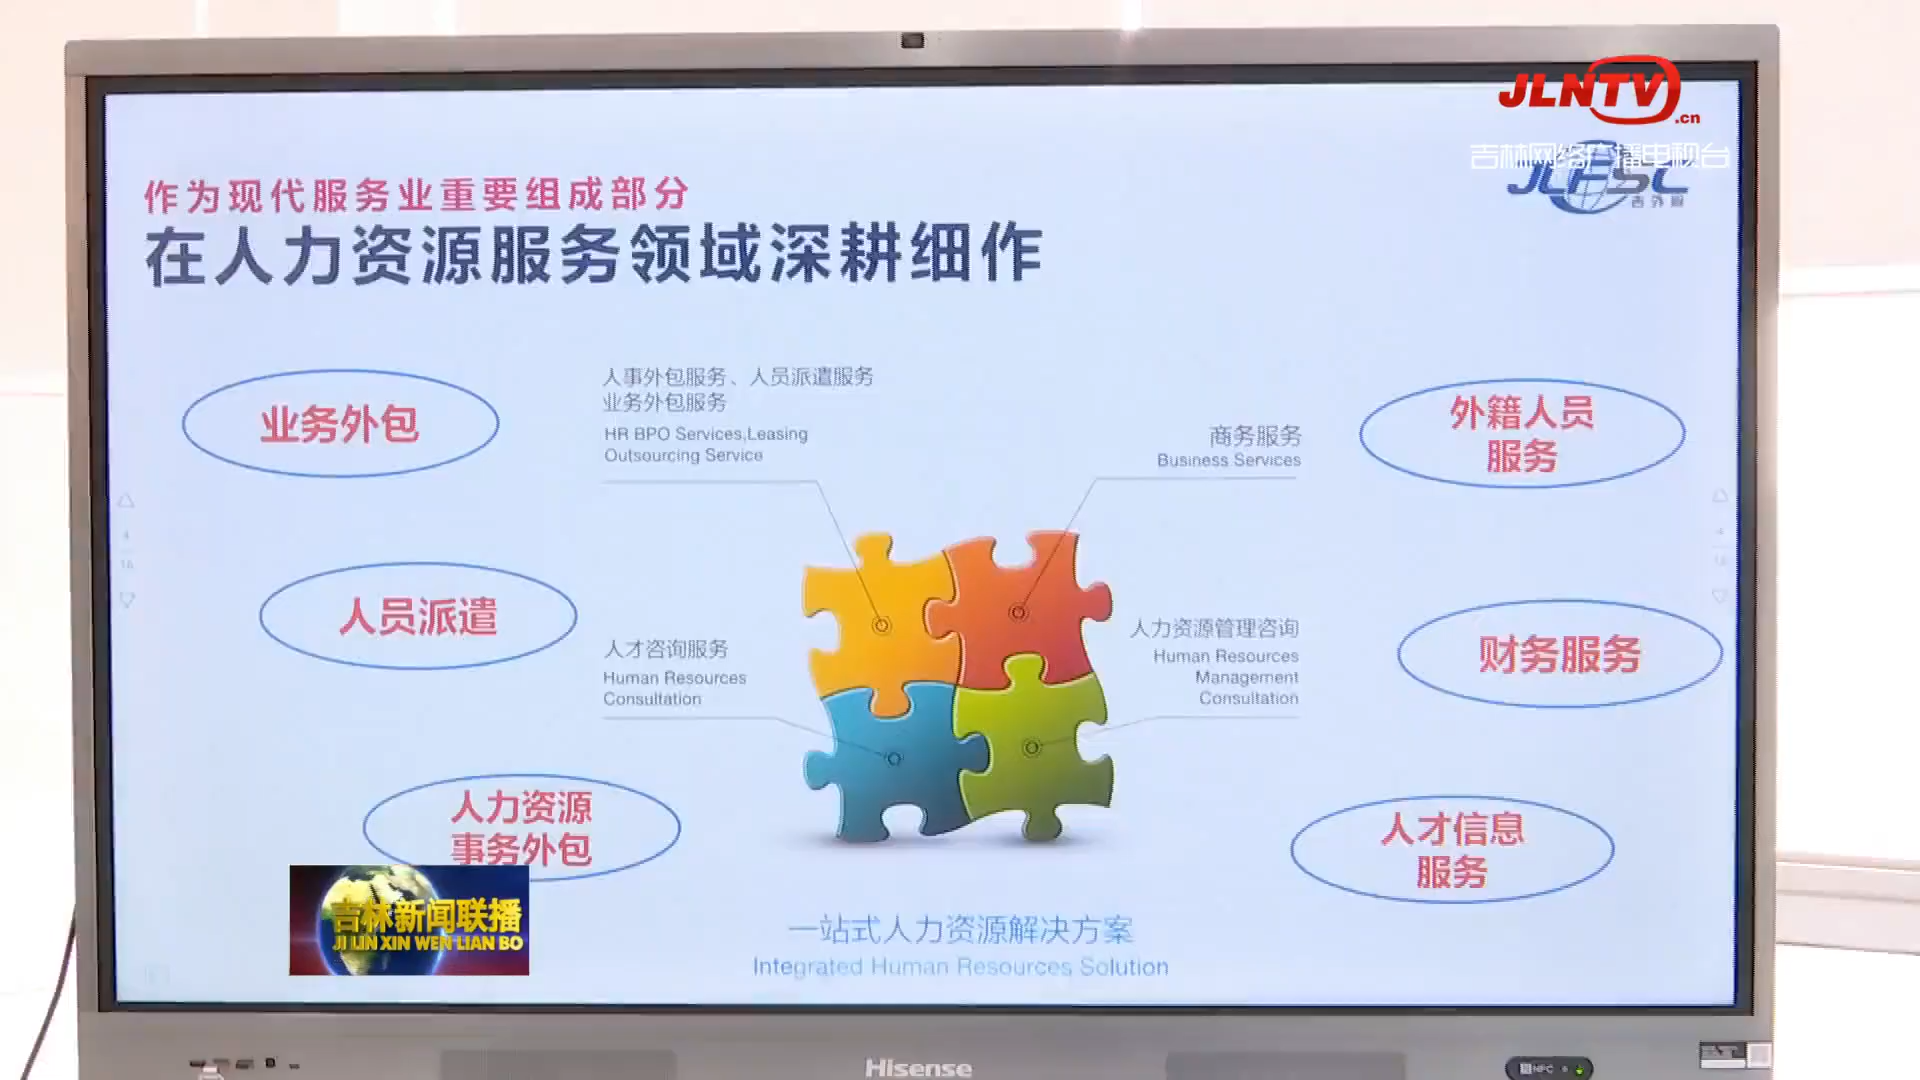 JLNTV.cn
吉林网络广播电视台
JLFSC
吉外服
作为现代服务业重要组成部分
在人力资源服务领域深耕细作
业务外包
人事外包服务、人员派遣服务
业务外包服务
HR BPO Services,Leasing
Outsourcing Service
商务服务
Business Services
外籍人员
服务
人员派遣
人才咨询服务
Human Resources
Consultation
人力资源管理咨询
Human Resources
Management
Consultation
财务服务
人力资源
事务外包
人才信息
服务
吉林新闻联播
JI LIN XIN WEN LIAN BO
一站式人力资源解决方案
Integrated Human Resources Solution
Hisense
NFC